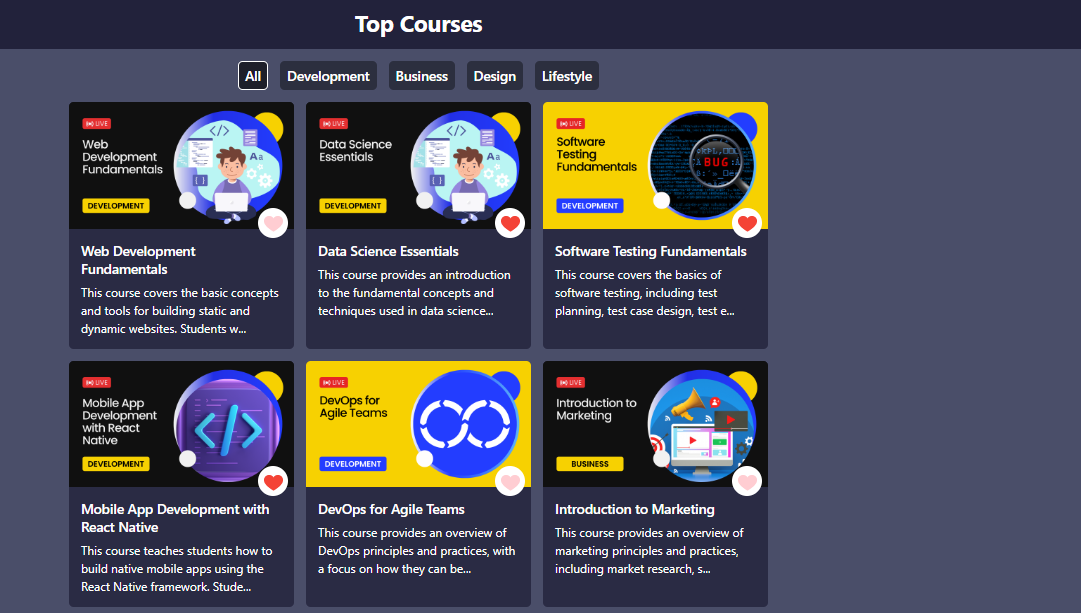 Top Courses
All Development Business Design Lifestyle
LIVE
Web
Development
Fundamentals
DEVELOPMENT
Web Development
Fundamentals
This course covers the basic concepts
and tools for building static and
dynamic websites. Students w...
LIVE
Data Science
Essentials
DEVELOPMENT
Data Science Essentials
This course provides an introduction
to the fundamental concepts and
techniques used in data science...
LIVE
Software
Testing
Fundamentals
BUG
DEVELOPMENT
Software Testing Fundamentals
This course covers the basics of
software testing, including test
planning, test case design, test e...
LIVE
Mobile App
Development
with React
Native
DEVELOPMENT
Mobile App Development with
React Native
This course teaches students how to
build native mobile apps using the
React Native framework. Stude...
LIVE
DevOps for
Agile Teams
DEVELOPMENT
DevOps for Agile Teams
This course provides an overview of
DevOps principles and practices, with
a focus on how they can be...
LIVE
Introduction to
Marketing
BUSINESS
Introduction to Marketing
This course provides an overview of
marketing principles and practices,
including market research, s...